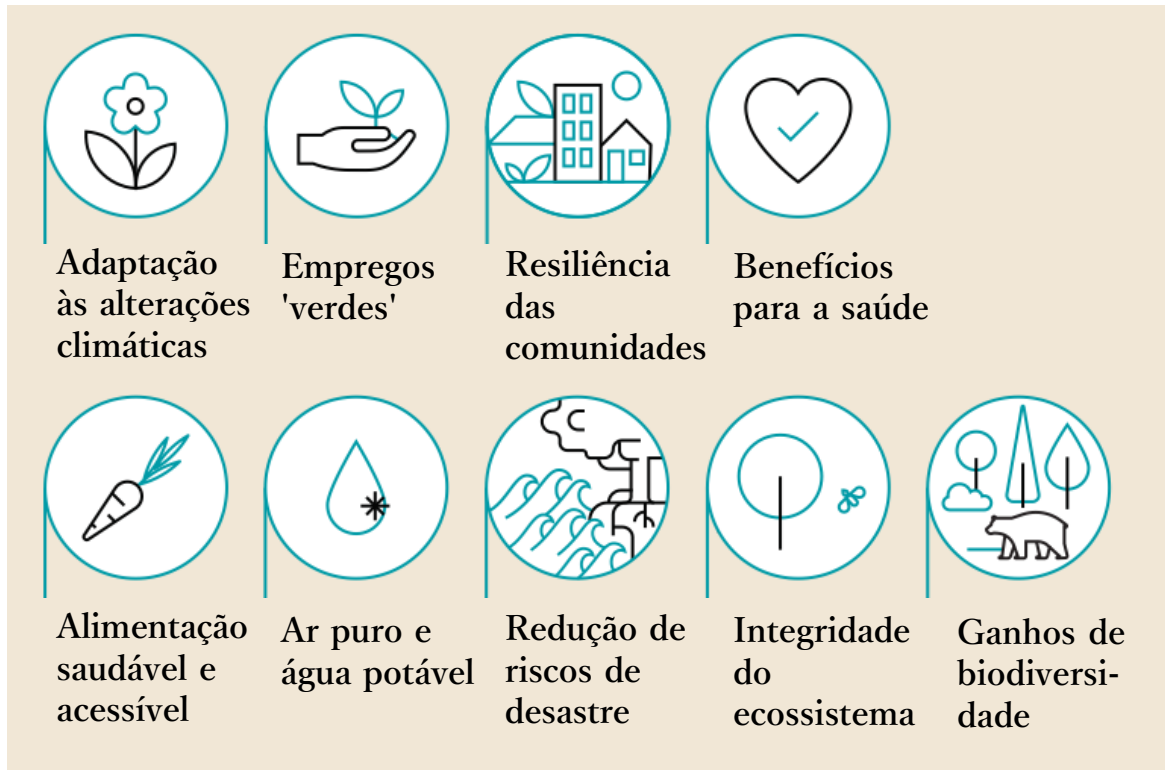 Adaptação
às alterações
climáticas
Empregos
'verdes'
Resiliência
das
comunidades
Benefícios
para a saúde
Alimentação
saudável e
acessível
Ar puro e
água potável
Redução de
riscos de
desastre
Integridade
do
ecossistema
Ganhos de
biodiversi-
dade